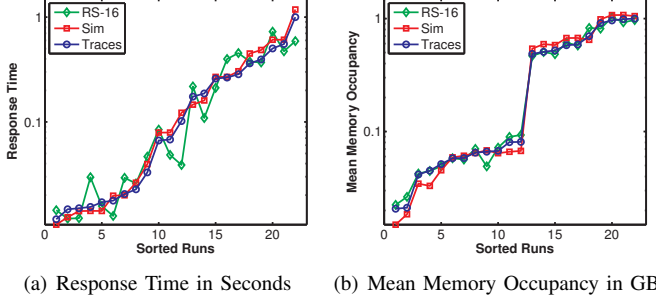 RS-16
Sim
Traces
1
0.1
Response Time
0 5 10 15 20
Sorted Runs
RS-16
Sim
Traces
1
0.1
Mean Memory Occupancy
0 5 10 15 20
Sorted Runs
(a) Response Time in Seconds
(b) Mean Memory Occupancy in GB